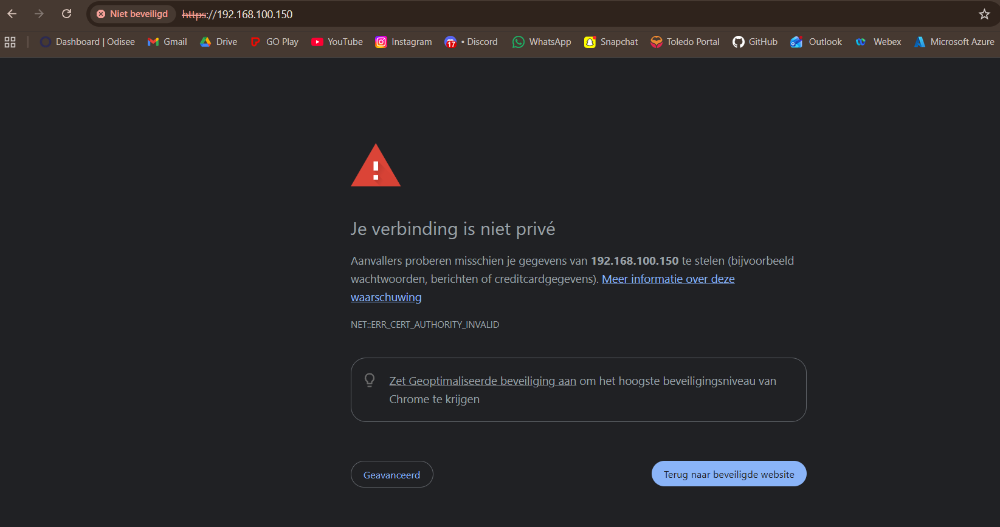 Niet beveiligd https://192.168.100.150
Dashboard | Odisee Gmail Drive GO Play YouTube Instagram 17 • Discord WhatsApp Snapchat Toledo Portal GitHub Outlook Webex Microsoft Azure
Je verbinding is niet privé
Aanvallers proberen misschien je gegevens van 192.168.100.150 te stelen (bijvoorbeeld
wachtwoorden, berichten of creditcardgegevens). Meer informatie over deze
waarschuwing
NET::ERR_CERT_AUTHORITY_INVALID
Zet Geoptimaliseerde beveiliging aan om het hoogste beveiligingsniveau van
Chrome te krijgen
Geavanceerd
Terug naar beveiligde website